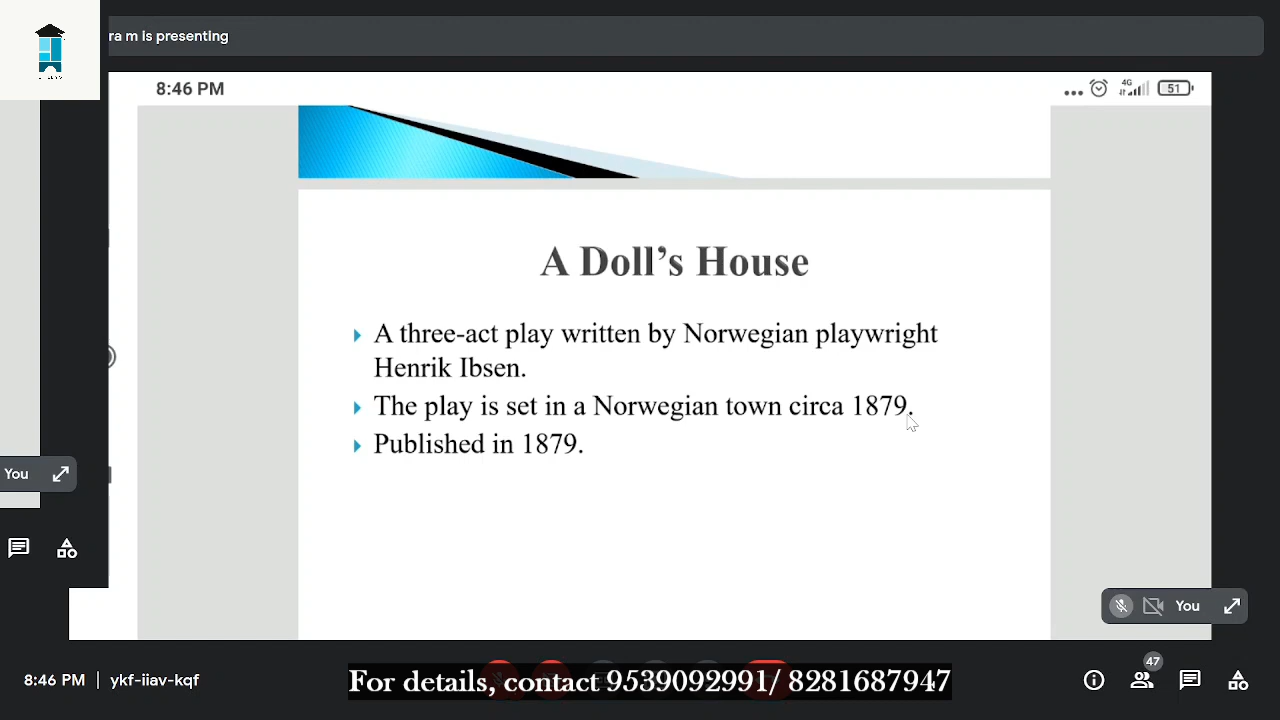 ra m is presenting
8:46 PM
4G
51
A Doll's House
A three-act play written by Norwegian playwright
Henrik Ibsen.
The play is set in a Norwegian town circa 1879.
Published in 1879.
You
You
47
8:46 PM | ykf-iiav-kqf
For details, contact 9539092991/ 8281687947